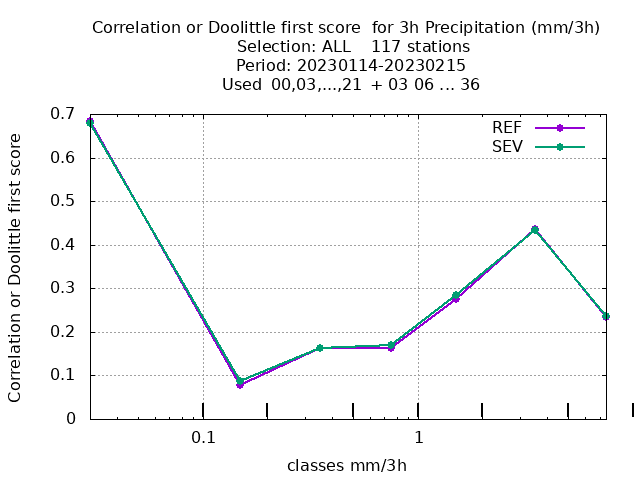 Correlation or Doolittle first score  for 3h Precipitation (mm/3h)
Selection: ALL    117 stations
Period: 20230114-20230215
Used  00,03,...,21  + 03 06 ... 36
REF
SEV
Correlation or Doolittle first score
0.7
0.6
0.5
0.4
0.3
0.2
0.1
0
0.1 1
classes mm/3h